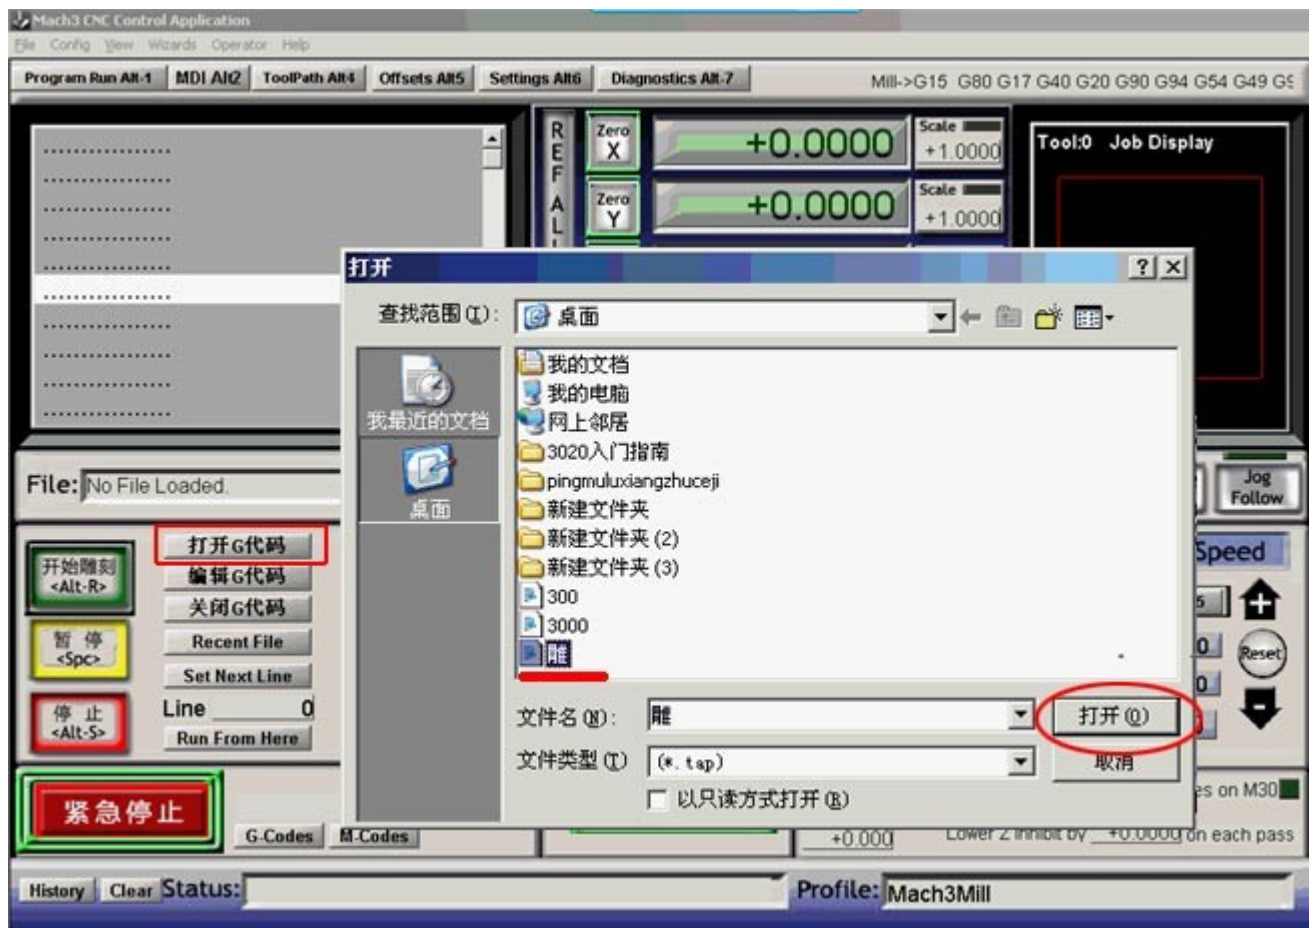 Mach3 CNC Control Application
File Config View Wizards Operator Help
Program Run Alt-1 MDI Alt2 ToolPath Alt4 Offsets Alt5 Settings Alt6 Diagnostics Alt-7 Mill->G15 G80 G17 G40 G20 G90 G94 G54 G49 G9
.................
.................
.................
.................
.................
.................
.................
.................
.................
.................
REF ALL
Zero X +0.0000 Scale +1.0000
Zero Y +0.0000 Scale +1.0000
Tool:0 Job Display
打开
查找范围(I): 桌面
我最近的文档
桌面
我的文档
我的电脑
网上邻居
3020入门指南
pingmuluxiangzhuceji
新建文件夹
新建文件夹 (2)
新建文件夹 (3)
300
3000
雕
文件名(N): 雕 打开(O)
文件类型(T) (*.tap) 取消
以只读方式打开(R)
File: No File Loaded.
Jog Follow
开始雕刻 <Alt-R>
打开G代码
编辑G代码
关闭G代码
暂 停 <Spc>
Recent File
Set Next Line
停 止 <Alt-S>
Line 0
Run From Here
Speed
Reset
紧急停止
G-Codes M-Codes
on M30
+0.000 Lower Z Inhibit by +0.0000 on each pass
History Clear Status: Profile: Mach3Mill